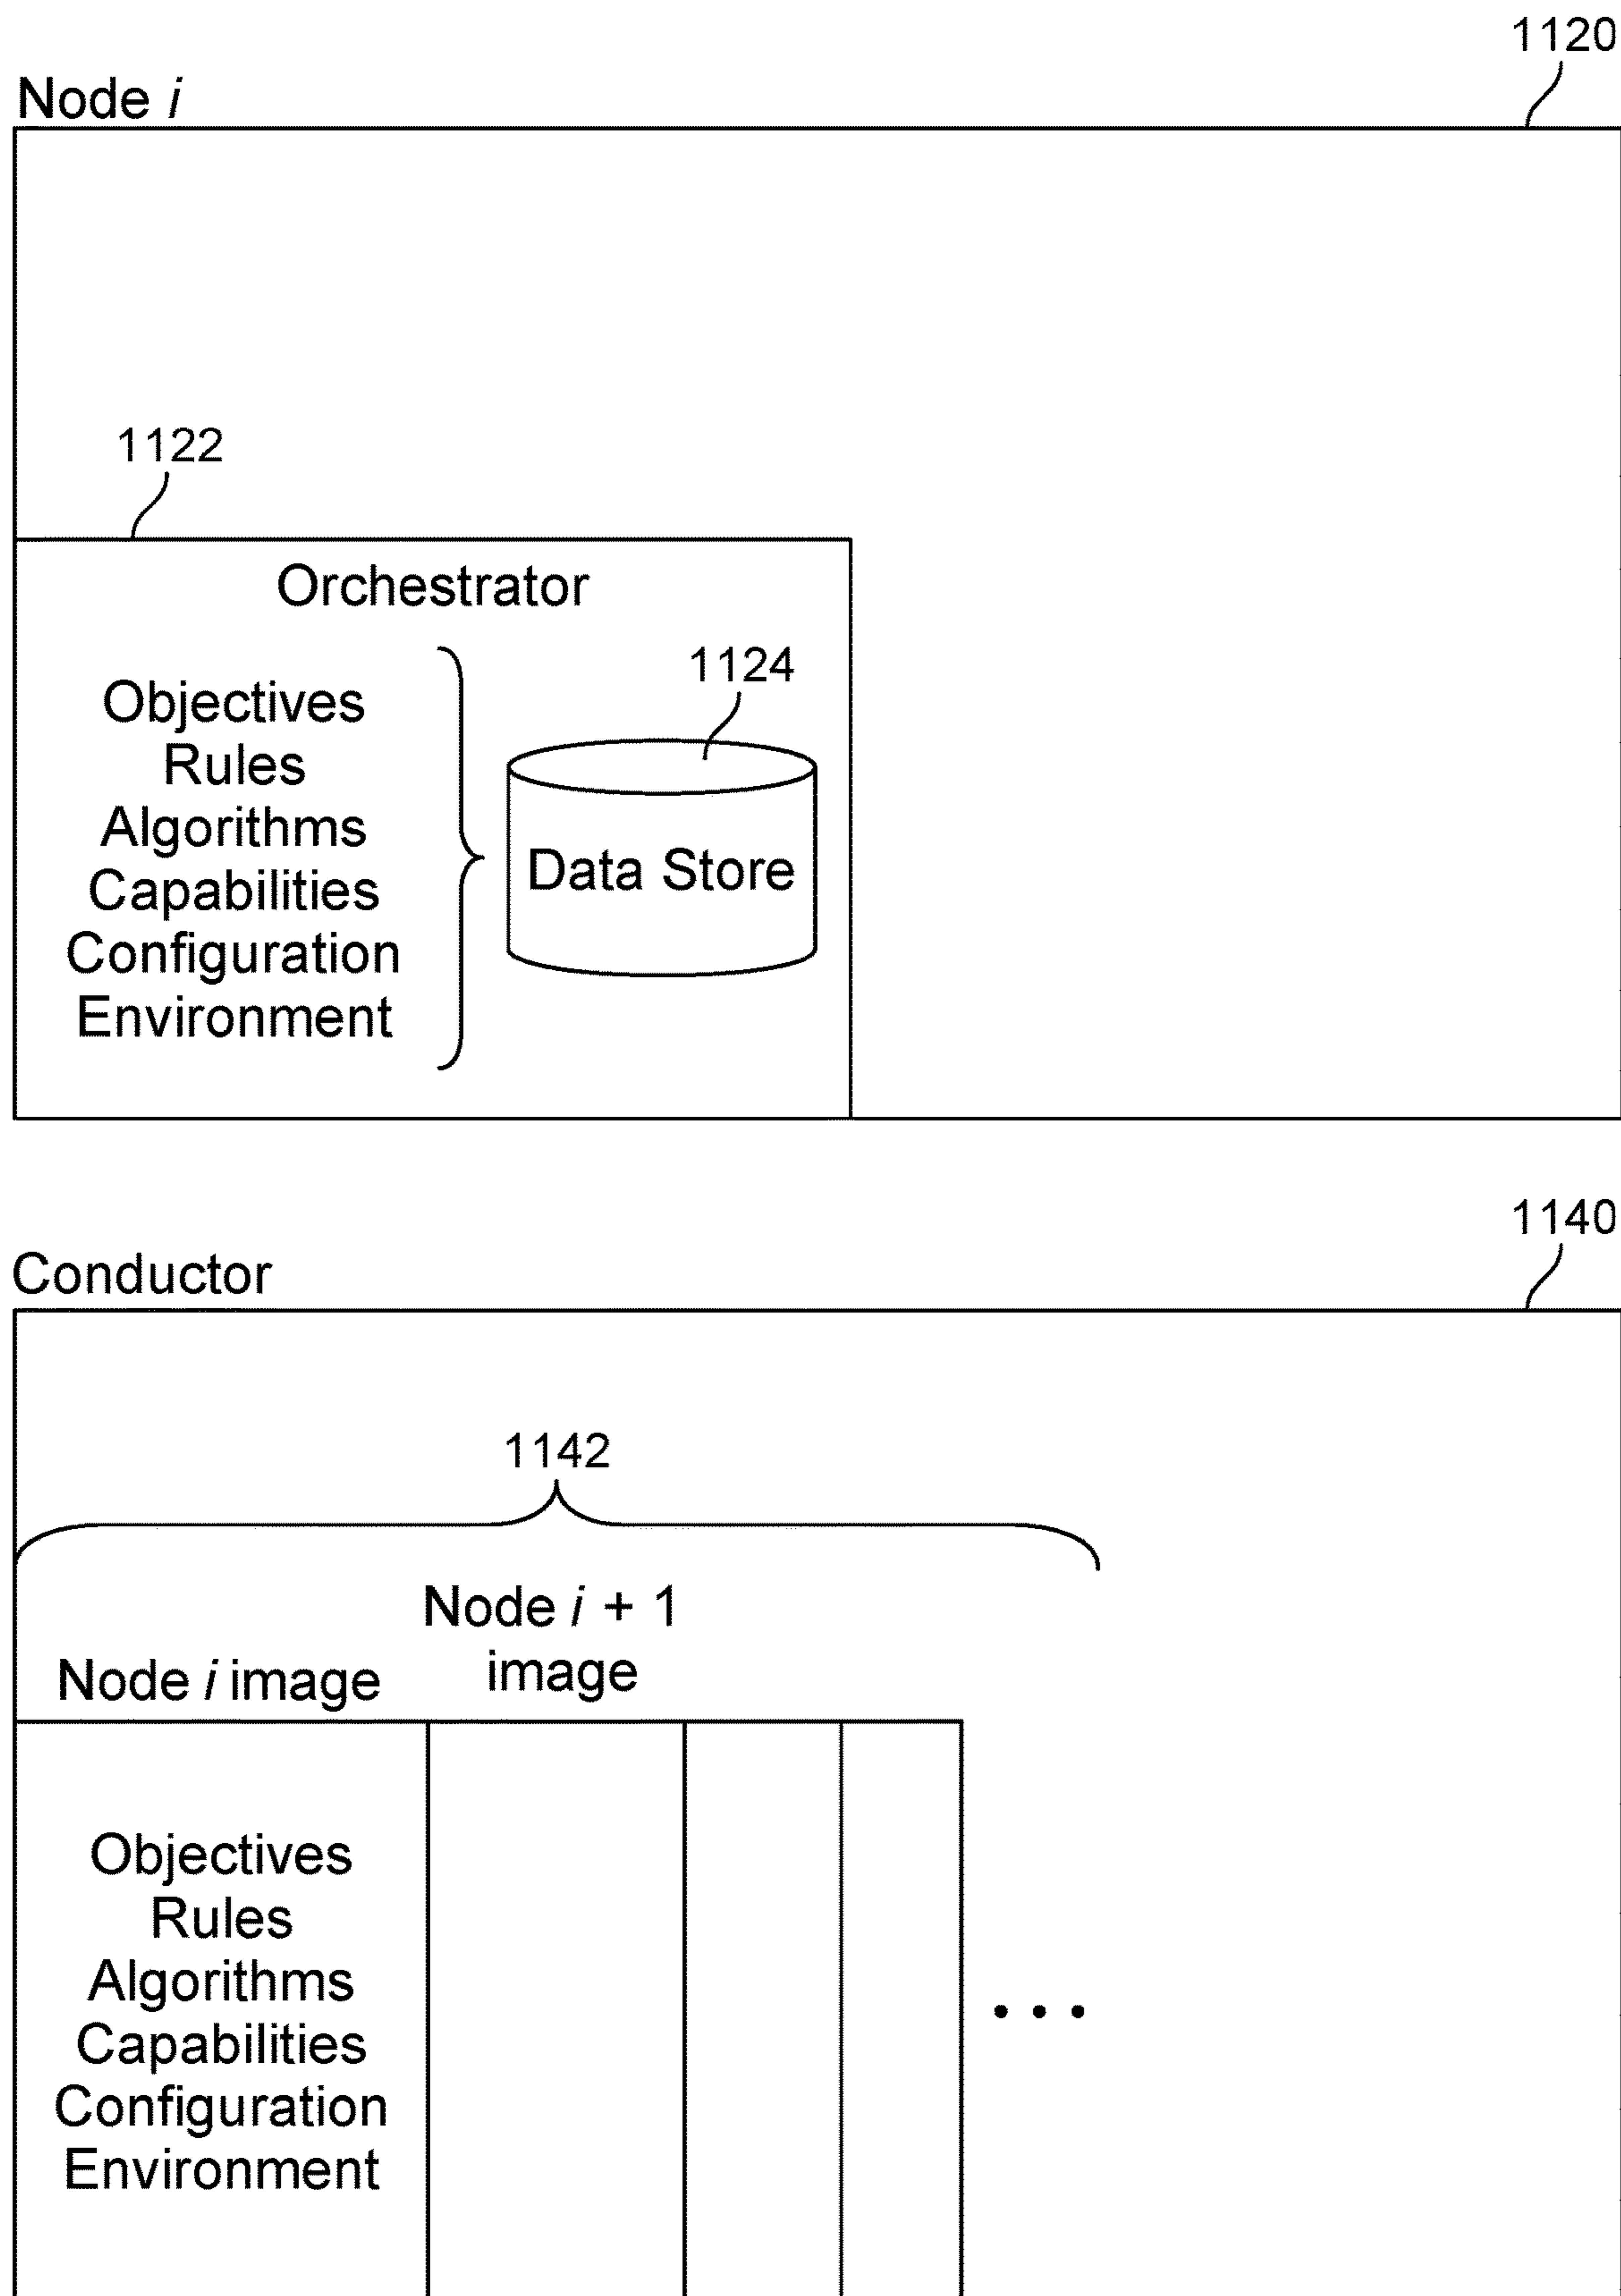 1120
Node i
1122
Orchestrator
1124
Objectives
Rules
Algorithms
Capabilities
Configuration
Environment
Data Store
1140
Conductor
1142
Node i + 1
image
Node i image
Objectives
Rules
Algorithms
Capabilities
Configuration
Environment
...